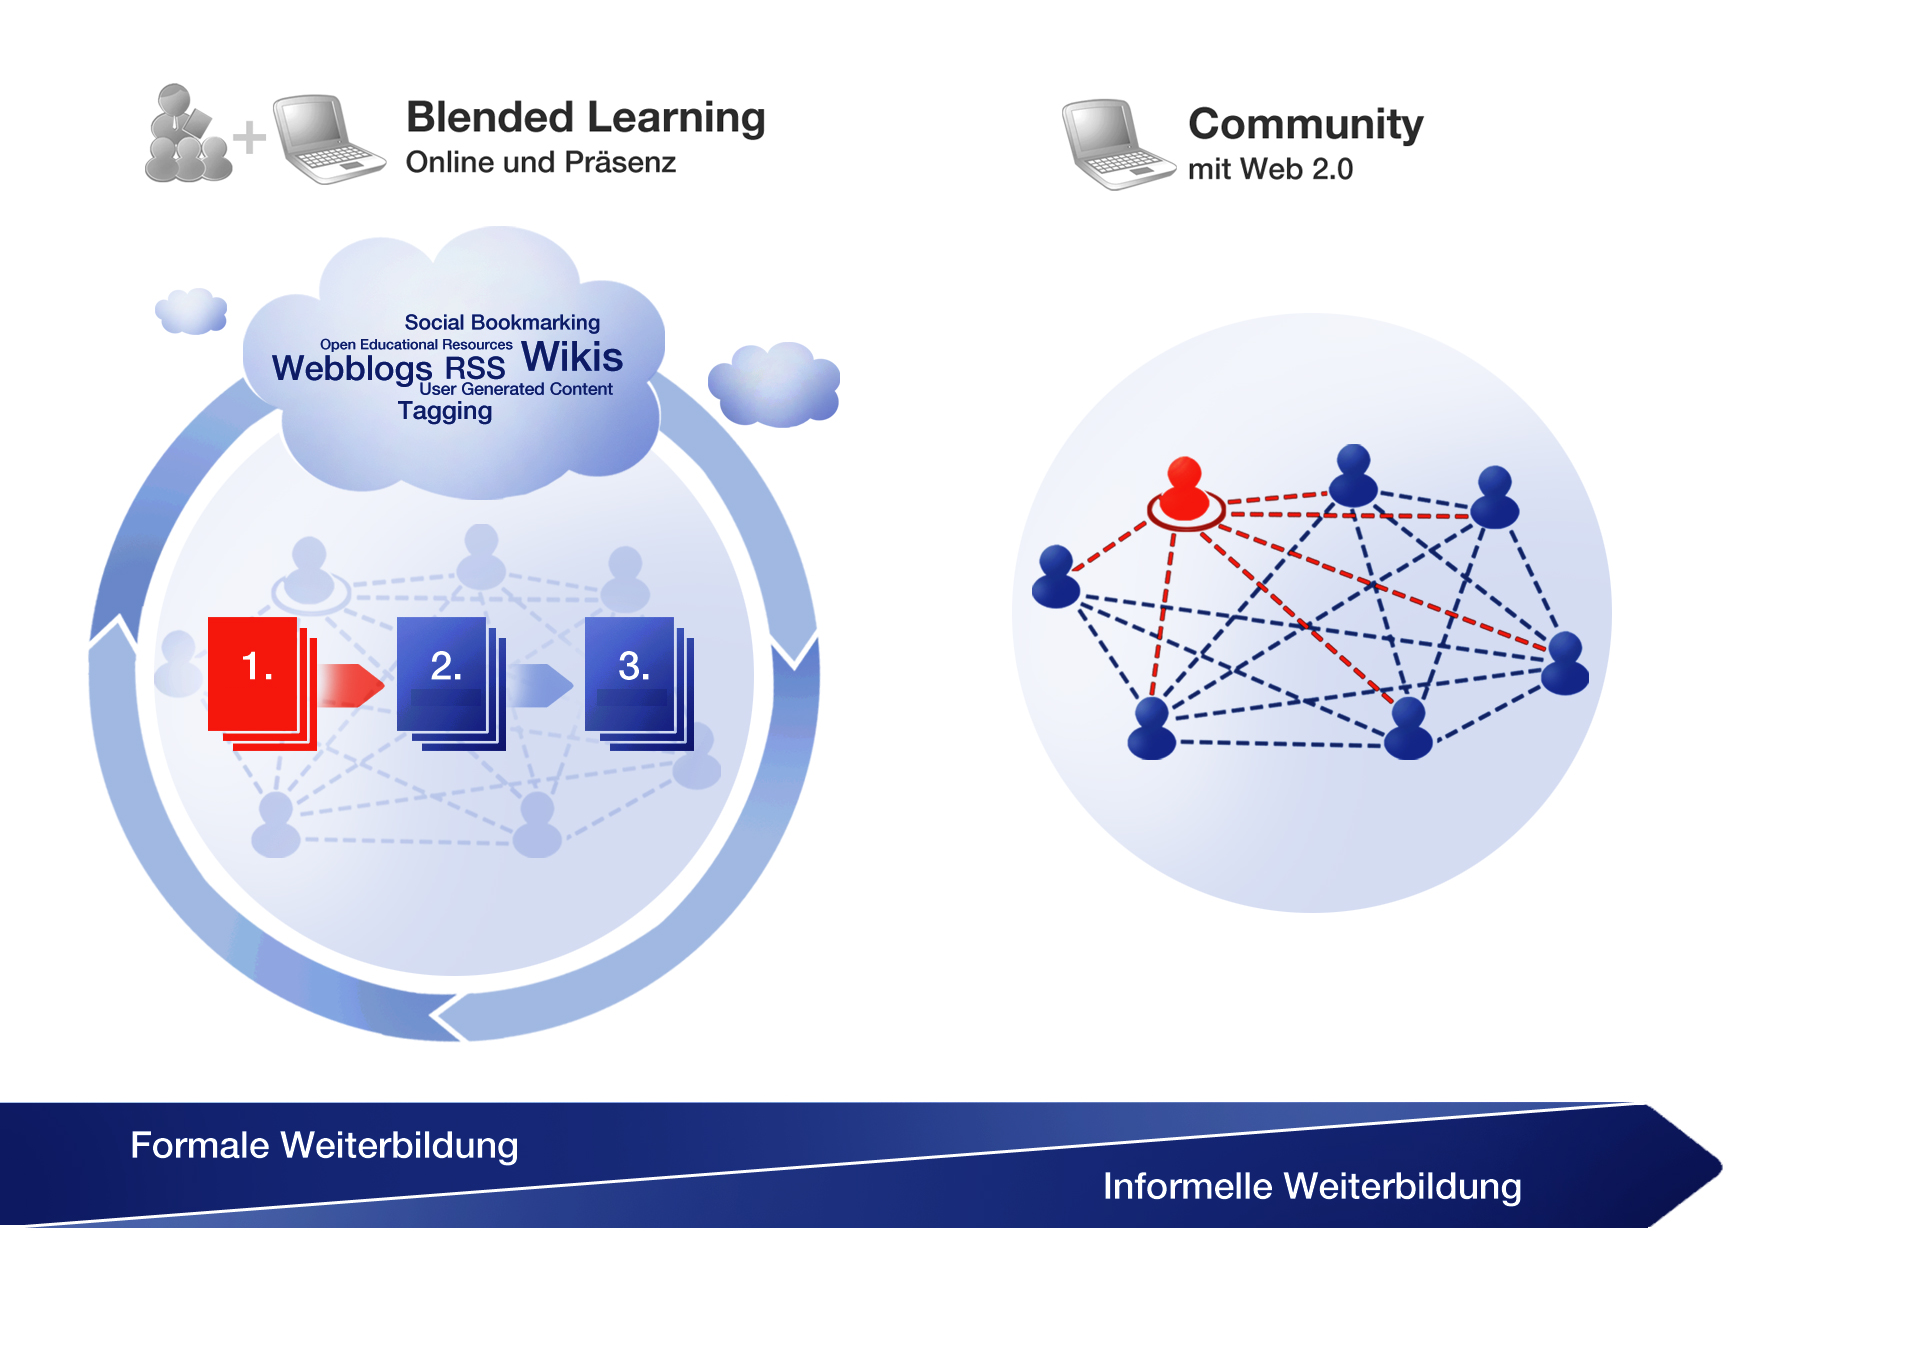 Blended Learning
Online und Präsenz
Community
mit Web 2.0
Social Bookmarking
Open Educational Resources
Wikis
Webblogs
RSS
User Generated Content
Tagging
1.
2.
3.
Formale Weiterbildung
Informelle Weiterbildung